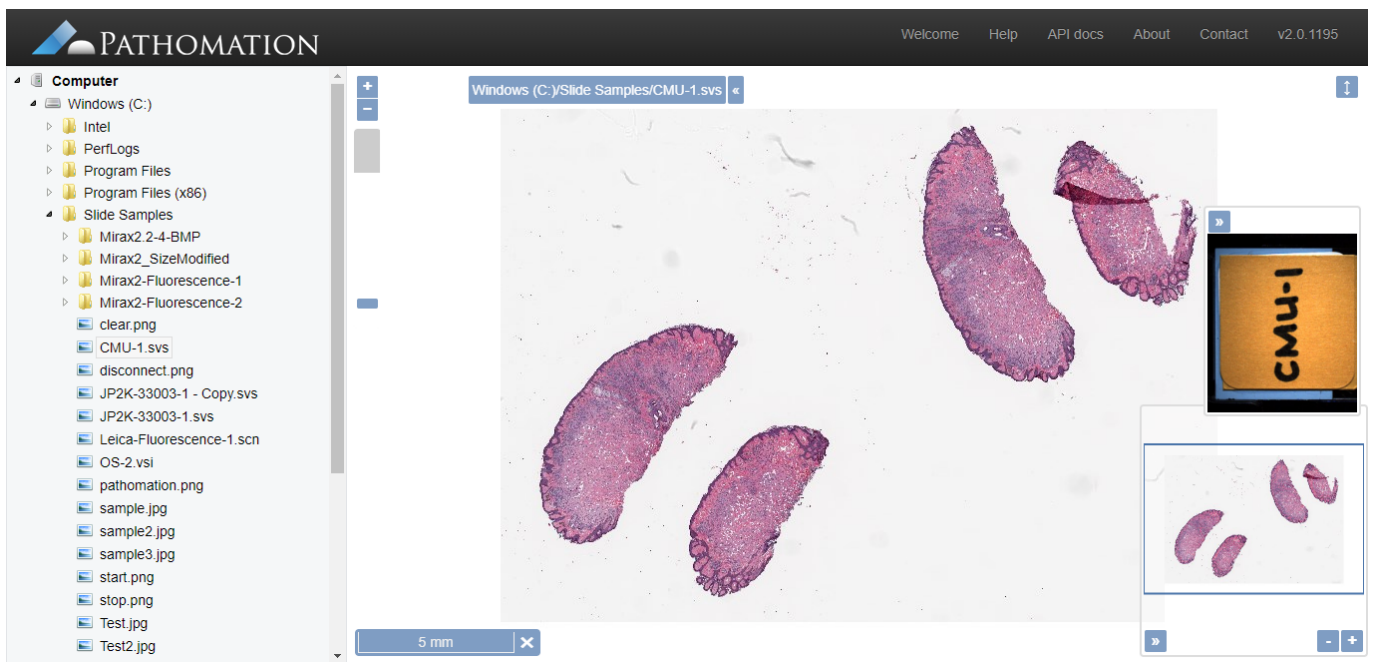 PATHOMATION
Welcome Help API docs About Contact v2.0.1195
Computer
Windows (C:)
Intel
PerfLogs
Program Files
Program Files (x86)
Slide Samples
Mirax2.2-4-BMP
Mirax2_SizeModified
Mirax2-Fluorescence-1
Mirax2-Fluorescence-2
clear.png
CMU-1.svs
disconnect.png
JP2K-33003-1 - Copy.svs
JP2K-33003-1.svs
Leica-Fluorescence-1.scn
OS-2.vsi
pathomation.png
sample.jpg
sample2.jpg
sample3.jpg
start.png
stop.png
Test.jpg
Test2.jpg
+
−
Windows (C:)/Slide Samples/CMU-1.svs «
»
CMU-1
5 mm ✕
» - +